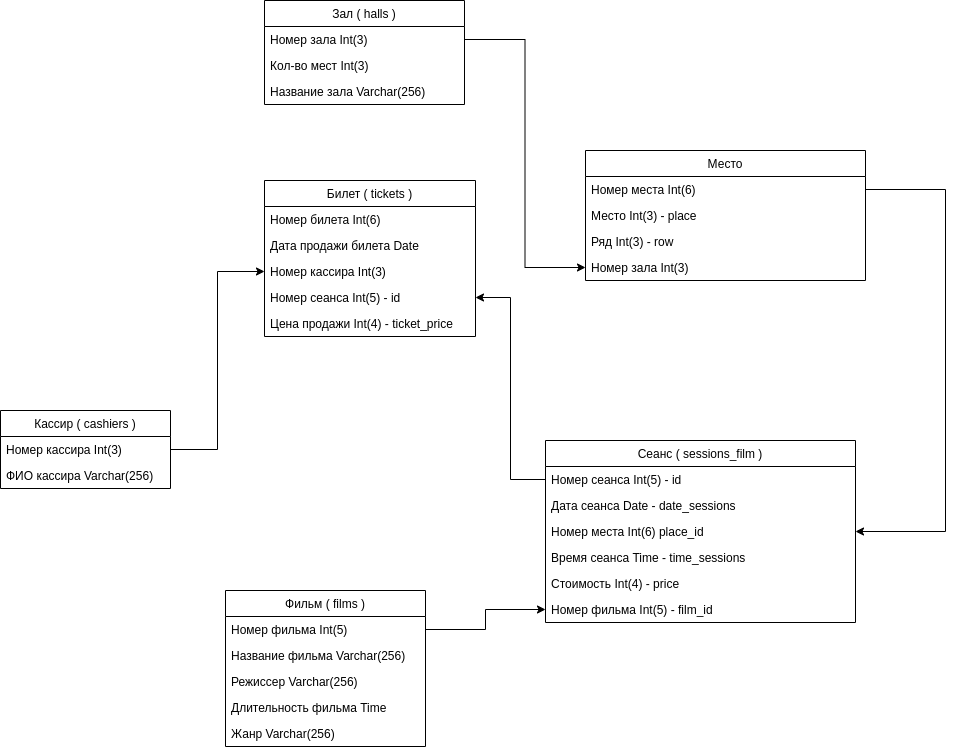 Зал ( halls )
Номер зала Int(3)
Кол-во мест Int(3)
Название зала Varchar(256)
Место
Номер места Int(6)
Место Int(3) - place
Ряд Int(3) - row
Номер зала Int(3)
Билет ( tickets )
Номер билета Int(6)
Дата продажи билета Date
Номер кассира Int(3)
Номер сеанса Int(5) - id
Цена продажи Int(4) - ticket_price
Кассир ( cashiers )
Номер кассира Int(3)
ФИО кассира Varchar(256)
Сеанс ( sessions_film )
Номер сеанса Int(5) - id
Дата сеанса Date - date_sessions
Номер места Int(6) place_id
Время сеанса Time - time_sessions
Стоимость Int(4) - price
Номер фильма Int(5) - film_id
Фильм ( films )
Номер фильма Int(5)
Название фильма Varchar(256)
Режиссер Varchar(256)
Длительность фильма Time
Жанр Varchar(256)